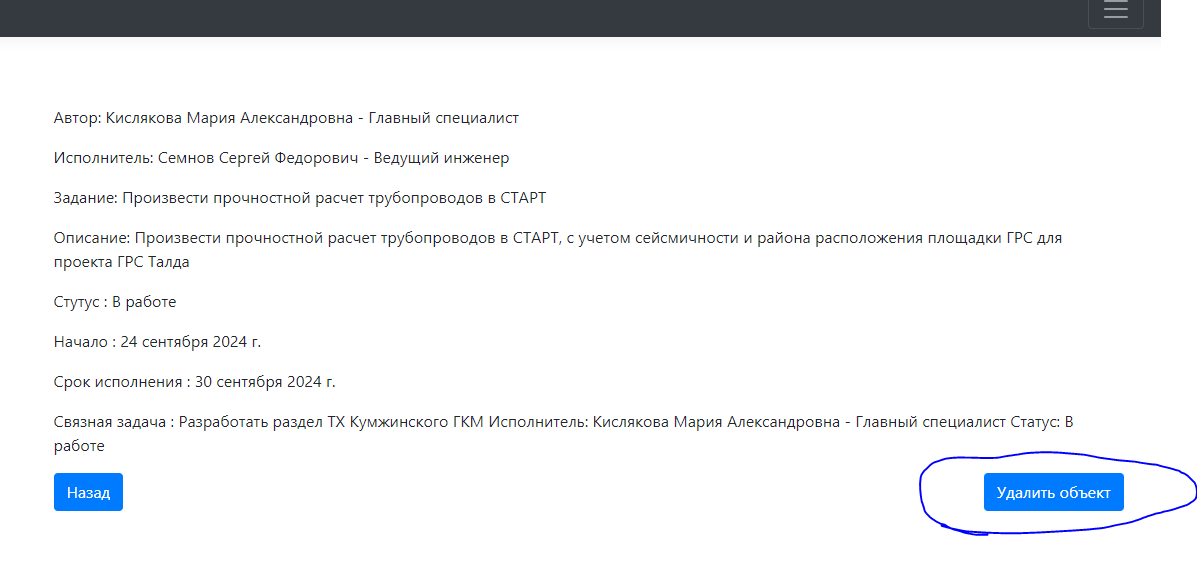 Автор: Кислякова Мария Александровна - Главный специалист
Исполнитель: Семнов Сергей Федорович - Ведущий инженер
Задание: Произвести прочностной расчет трубопроводов в СТАРТ
Описание: Произвести прочностной расчет трубопроводов в СТАРТ, с учетом сейсмичности и района расположения площадки ГРС для
проекта ГРС Талда
Стутус : В работе
Начало : 24 сентября 2024 г.
Срок исполнения : 30 сентября 2024 г.
Связная задача : Разработать раздел ТХ Кумжинского ГКМ Исполнитель: Кислякова Мария Александровна - Главный специалист Статус: В
работе
Назад
Удалить объект